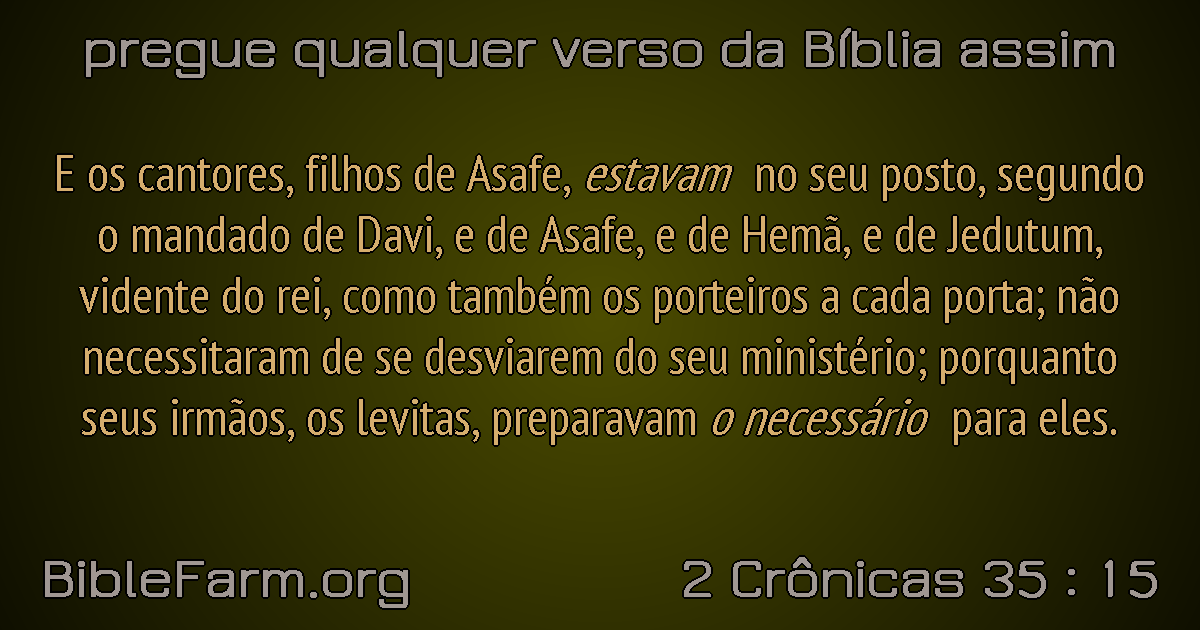 pregue qualquer verso da Bíblia assim
E os cantores, filhos de Asafe, estavam no seu posto, segundo
o mandado de Davi, e de Asafe, e de Hemã, e de Jedutum,
vidente do rei, como também os porteiros a cada porta; não
necessitaram de se desviarem do seu ministério; porquanto
seus irmãos, os levitas, preparavam o necessário para eles.
BibleFarm.org
2 Crônicas 35 : 15